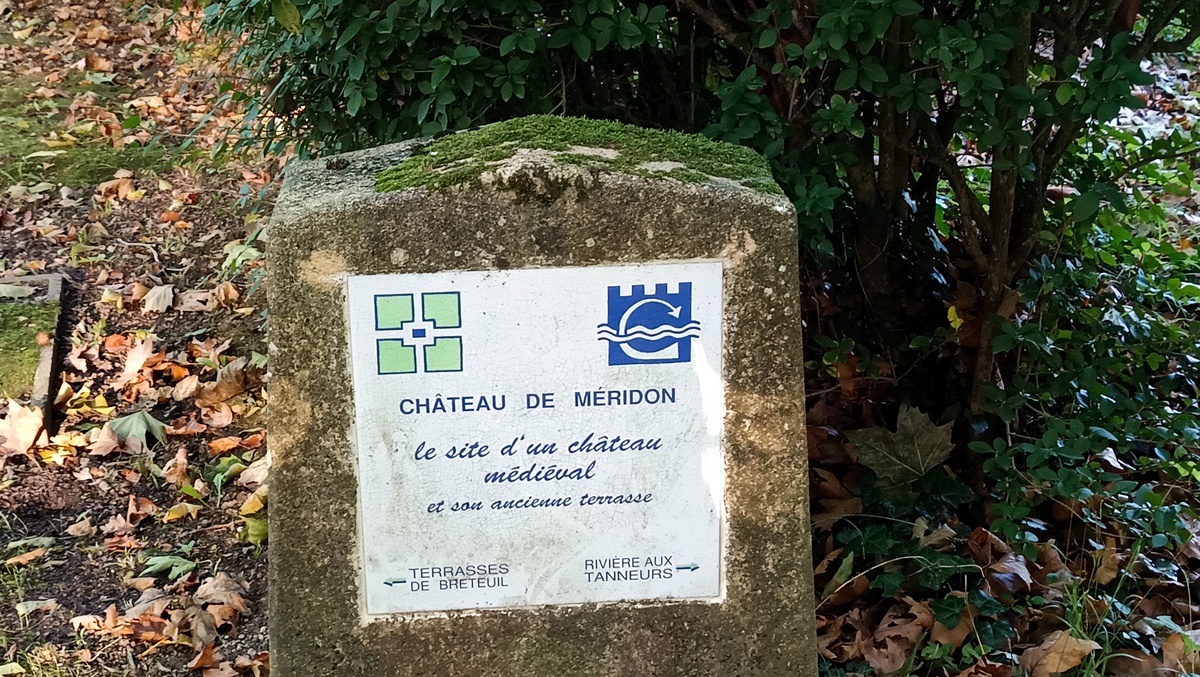 CHÂTEAU DE MÉRIDON
le site d'un château
médiéval
et son ancienne terrasse
← TERRASSES
DE BRETEUIL
RIVIÈRE AUX →
TANNEURS